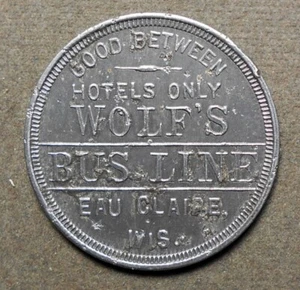 GOOD BETWEEN
HOTELS ONLY
WOLF'S
BUS LINE
EAU CLAIRE
WIS.